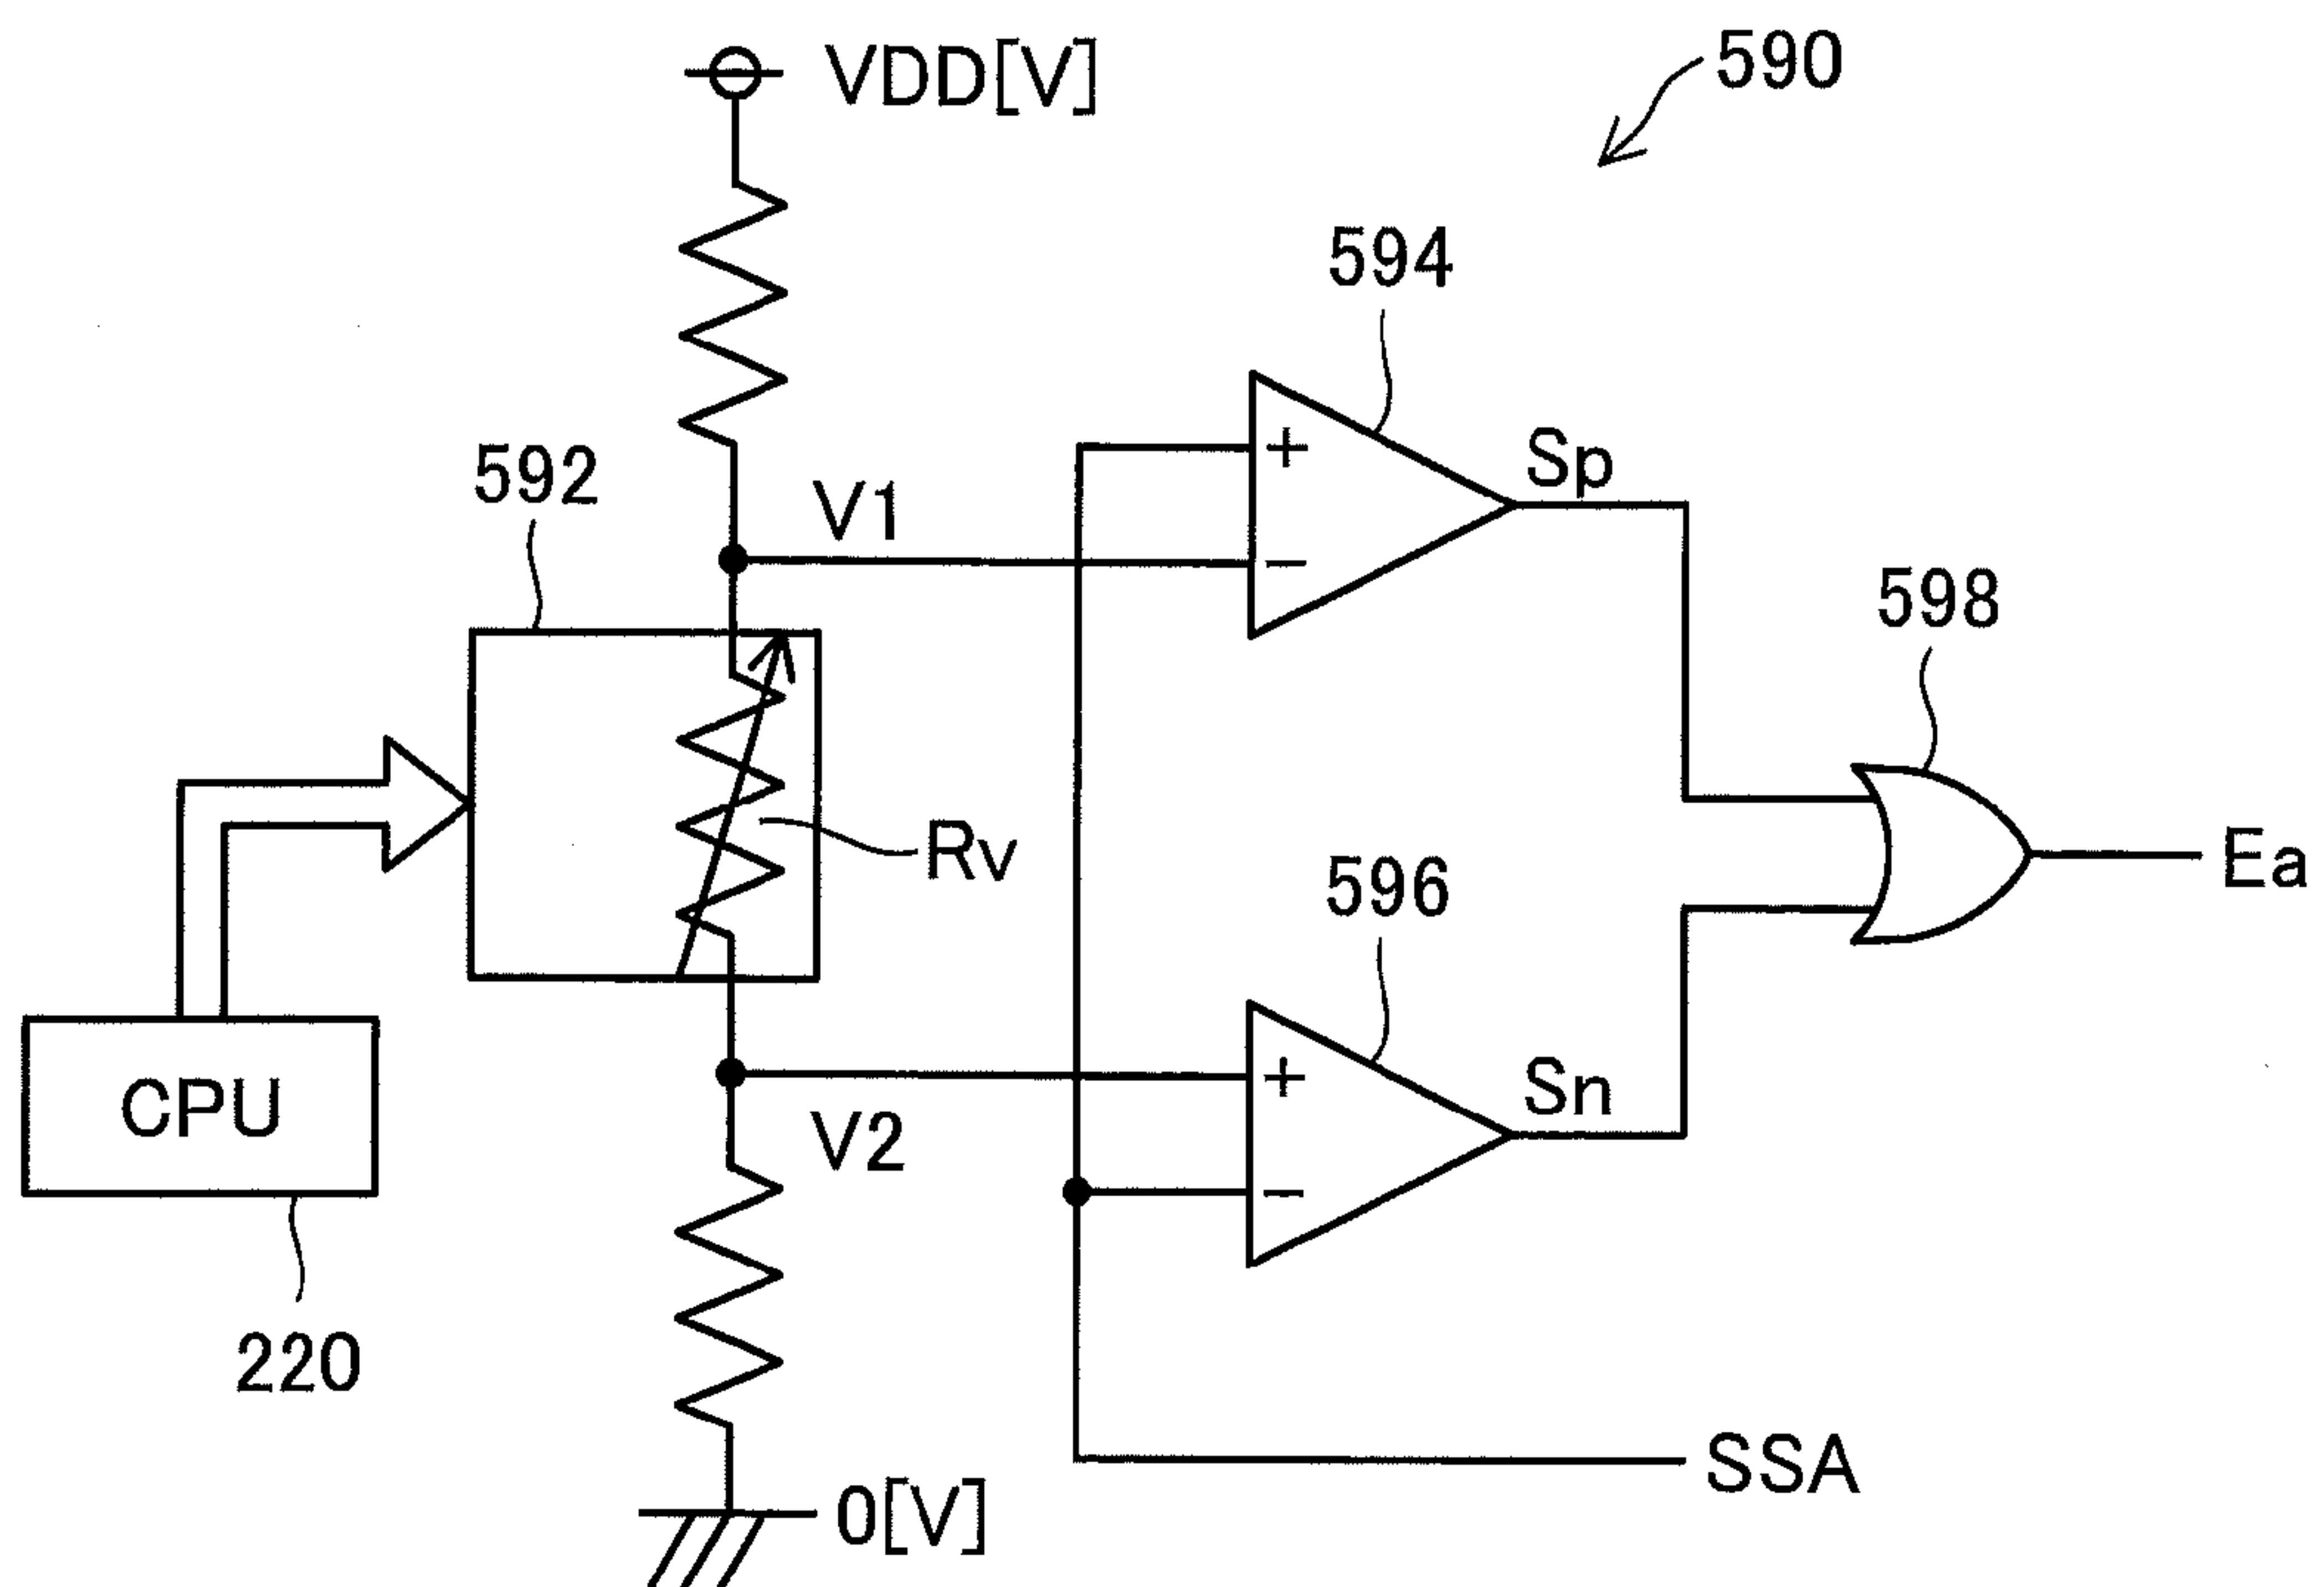 VDD[V]
590
594
Sp
592
V1
598
+
−
Rv
Ea
596
CPU
V2
+
−
Sn
220
SSA
0[V]